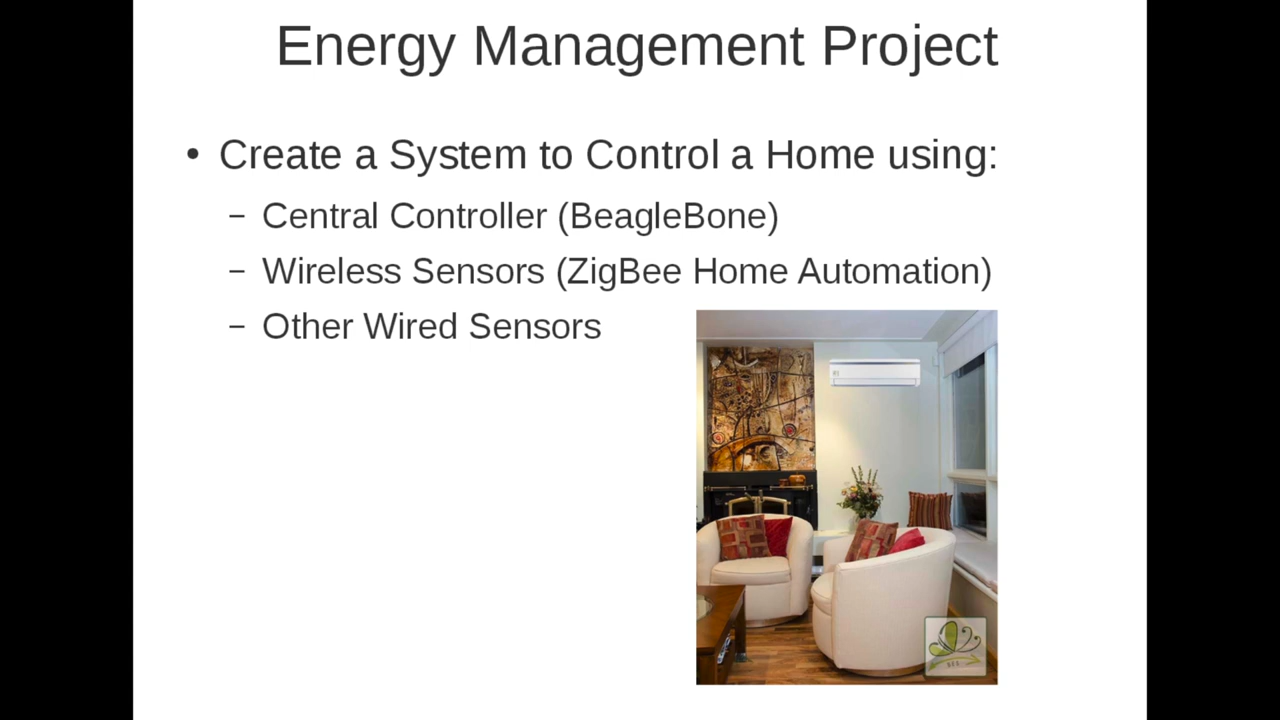 Energy Management Project
• Create a System to Control a Home using:
– Central Controller (BeagleBone)
– Wireless Sensors (ZigBee Home Automation)
– Other Wired Sensors